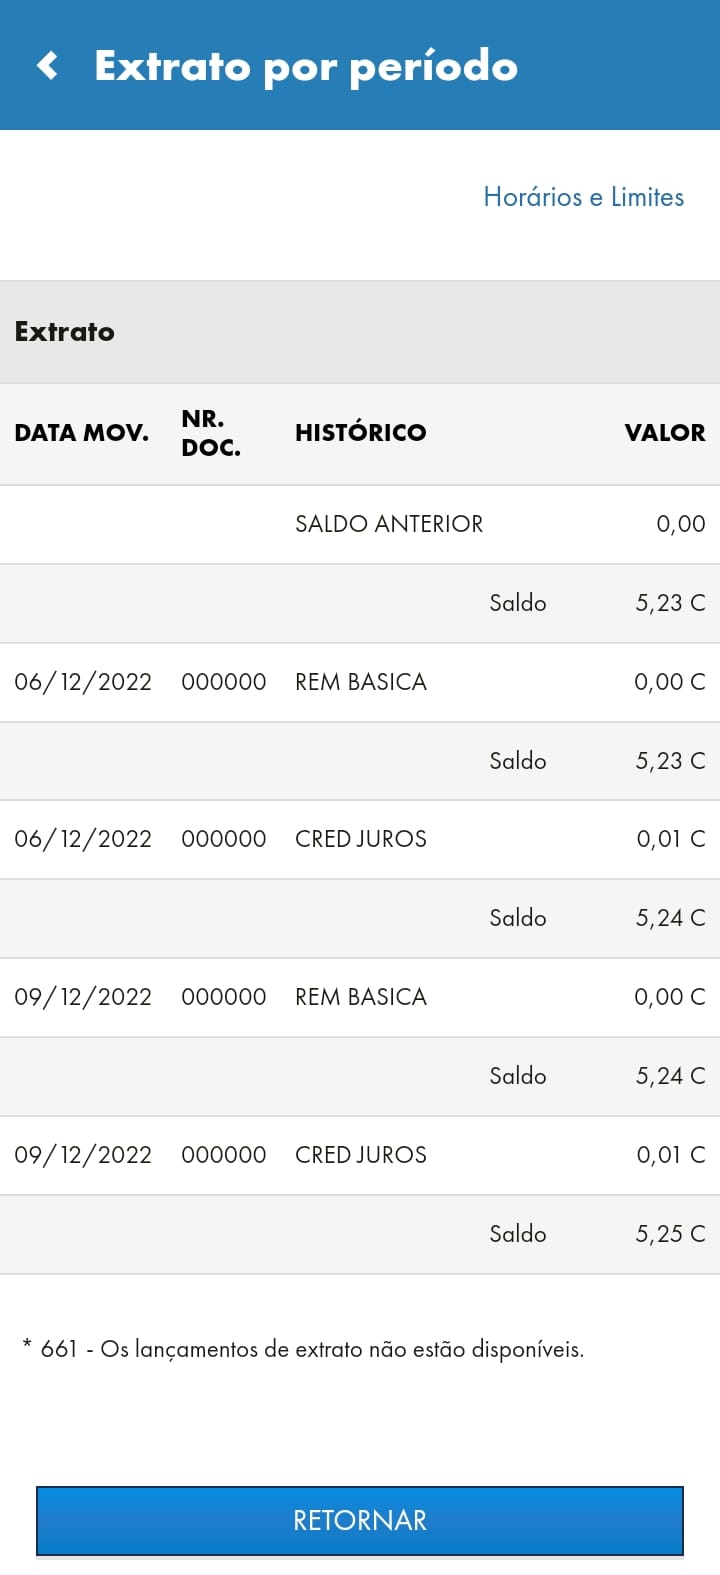 Extrato por período
Horários e Limites
Extrato
DATA MOV. NR. DOC. HISTÓRICO VALOR
SALDO ANTERIOR 0,00
Saldo 5,23 C
06/12/2022 000000 REM BASICA 0,00 C
Saldo 5,23 C
06/12/2022 000000 CRED JUROS 0,01 C
Saldo 5,24 C
09/12/2022 000000 REM BASICA 0,00 C
Saldo 5,24 C
09/12/2022 000000 CRED JUROS 0,01 C
Saldo 5,25 C
* 661 - Os lançamentos de extrato não estão disponíveis.
RETORNAR